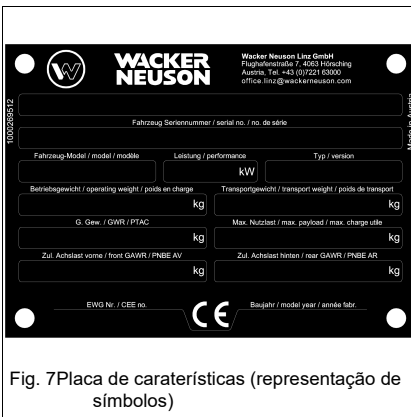 WACKER
NEUSON
Wacker Neuson Linz GmbH
Flughafenstraße 7, 4063 Hörsching
Austria, Tel. +43 (0)7221 63000
office.linz@wackerneuson.com
1000269512
Made in Austria
Fahrzeug Seriennummer / serial no. / no. de série
Fahrzeug-Model / model / modèle Leistung / performance Typ / version
kW
Betriebsgewicht / operating weight / poids en charge Transportgewicht / transport weight / poids de transport
kg kg
G. Gew. / GWR / PTAC Max. Nutzlast / max. payload / max. charge utile
kg kg
Zul. Achslast vorne / front GAWR / PNBE AV Zul. Achslast hinten / rear GAWR / PNBE AR
kg kg
EWG Nr. / CEE no. CE Baujahr / model year / année fabr.
Fig. 7Placa de caraterísticas (representação de
símbolos)